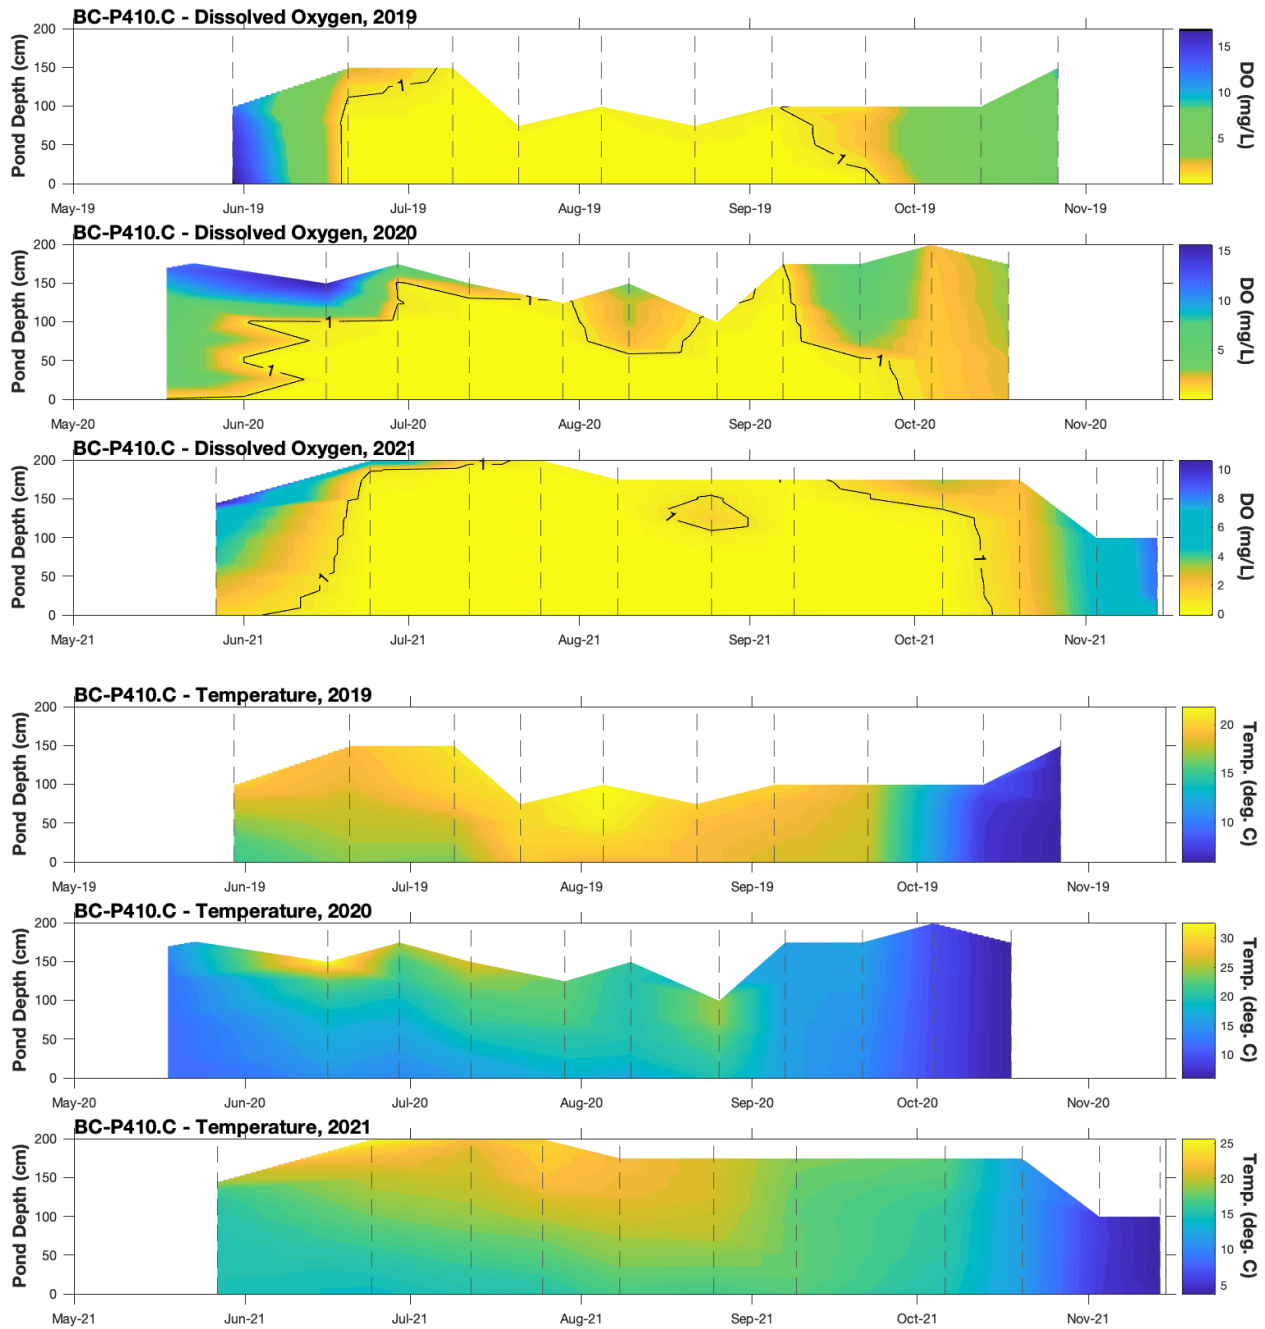 BC-P410.C - Dissolved Oxygen, 2019
Pond Depth (cm)
200
150
100
50
0
1
1
May-19 Jun-19 Jul-19 Aug-19 Sep-19 Oct-19 Nov-19
15
10
5
DO (mg/L)
BC-P410.C - Dissolved Oxygen, 2020
Pond Depth (cm)
200
150
100
50
0
1
1
1
1
May-20 Jun-20 Jul-20 Aug-20 Sep-20 Oct-20 Nov-20
15
10
5
DO (mg/L)
BC-P410.C - Dissolved Oxygen, 2021
Pond Depth (cm)
200
150
100
50
0
1
1
1
1
May-21 Jun-21 Jul-21 Aug-21 Sep-21 Oct-21 Nov-21
10
8
6
4
2
0
DO (mg/L)
BC-P410.C - Temperature, 2019
Pond Depth (cm)
200
150
100
50
0
May-19 Jun-19 Jul-19 Aug-19 Sep-19 Oct-19 Nov-19
20
15
10
Temp. (deg. C)
BC-P410.C - Temperature, 2020
Pond Depth (cm)
200
150
100
50
0
May-20 Jun-20 Jul-20 Aug-20 Sep-20 Oct-20 Nov-20
30
25
20
15
10
Temp. (deg. C)
BC-P410.C - Temperature, 2021
Pond Depth (cm)
200
150
100
50
0
May-21 Jun-21 Jul-21 Aug-21 Sep-21 Oct-21 Nov-21
25
20
15
10
5
Temp. (deg. C)